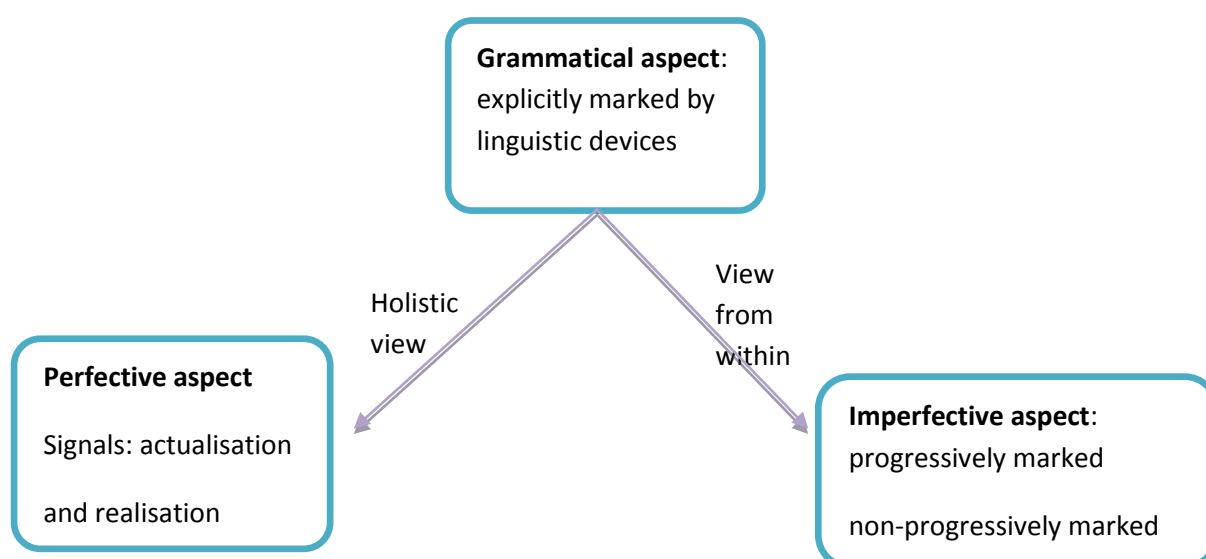 Grammatical aspect:
explicitly marked by
linguistic devices
Holistic
view
View
from
within
Perfective aspect
Signals: actualisation
and realisation
Imperfective aspect:
progressively marked
non-progressively marked